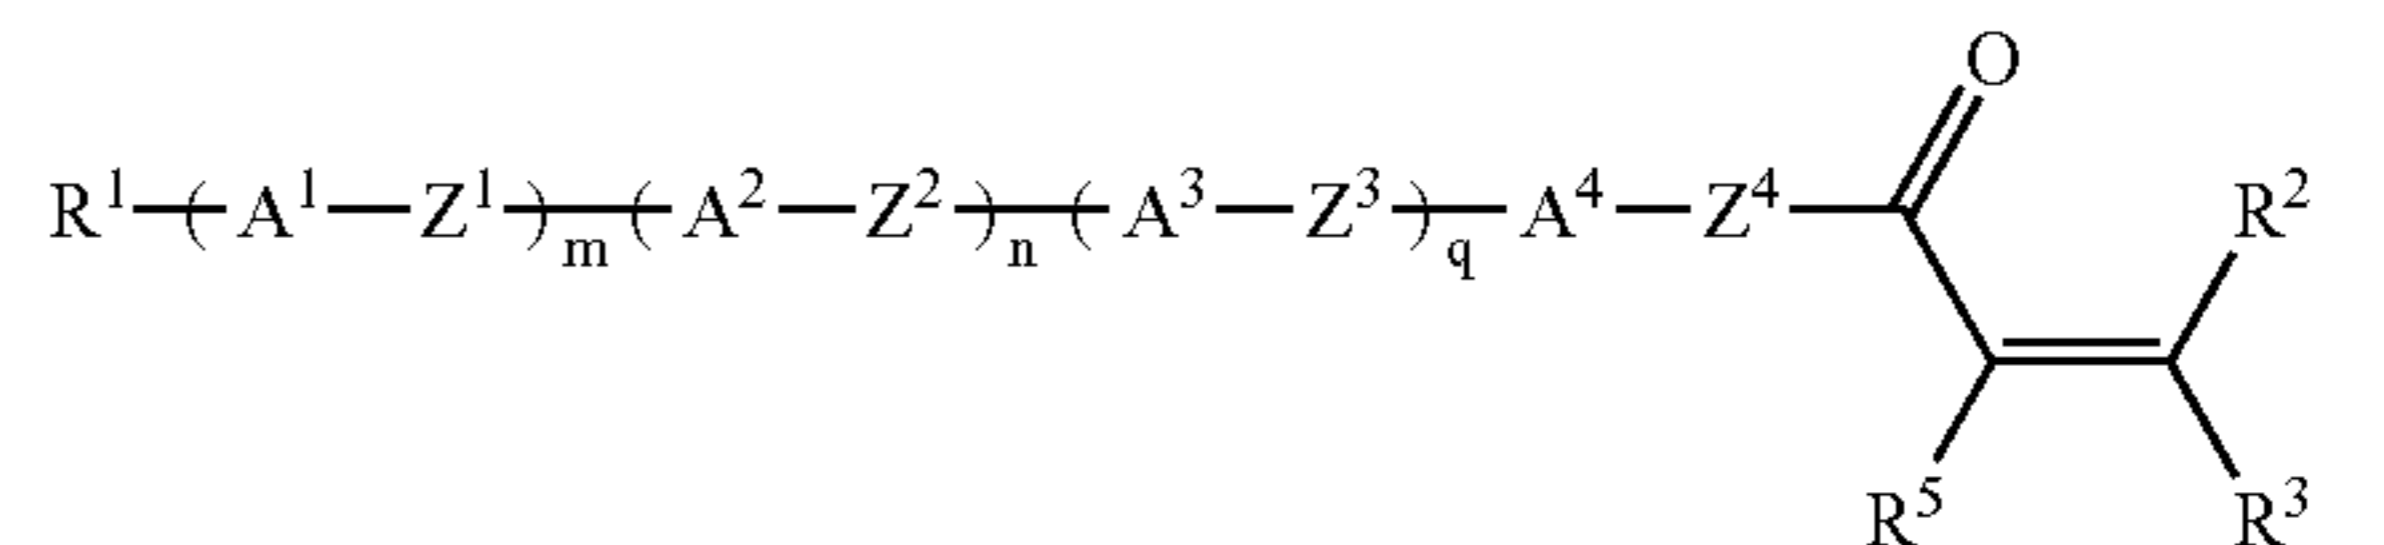 O
R¹—(A¹—Z¹)ₘ—(A²—Z²)ₙ—(A³—Z³)q—A⁴—Z⁴ R²
R⁵ R³